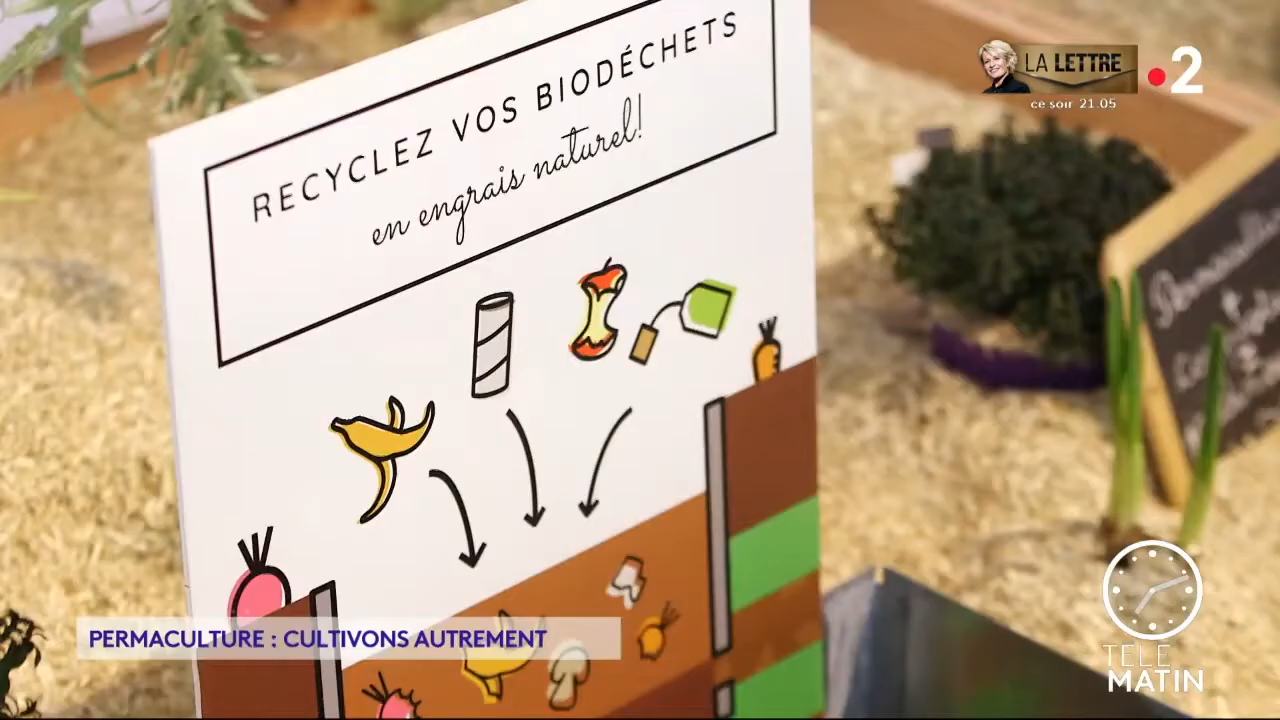 RECYCLEZ VOS BIODÉCHETS
en engrais naturel!
LA LETTRE
2
ce soir 21.05
PERMACULTURE : CULTIVONS AUTREMENT
TELE
MATIN